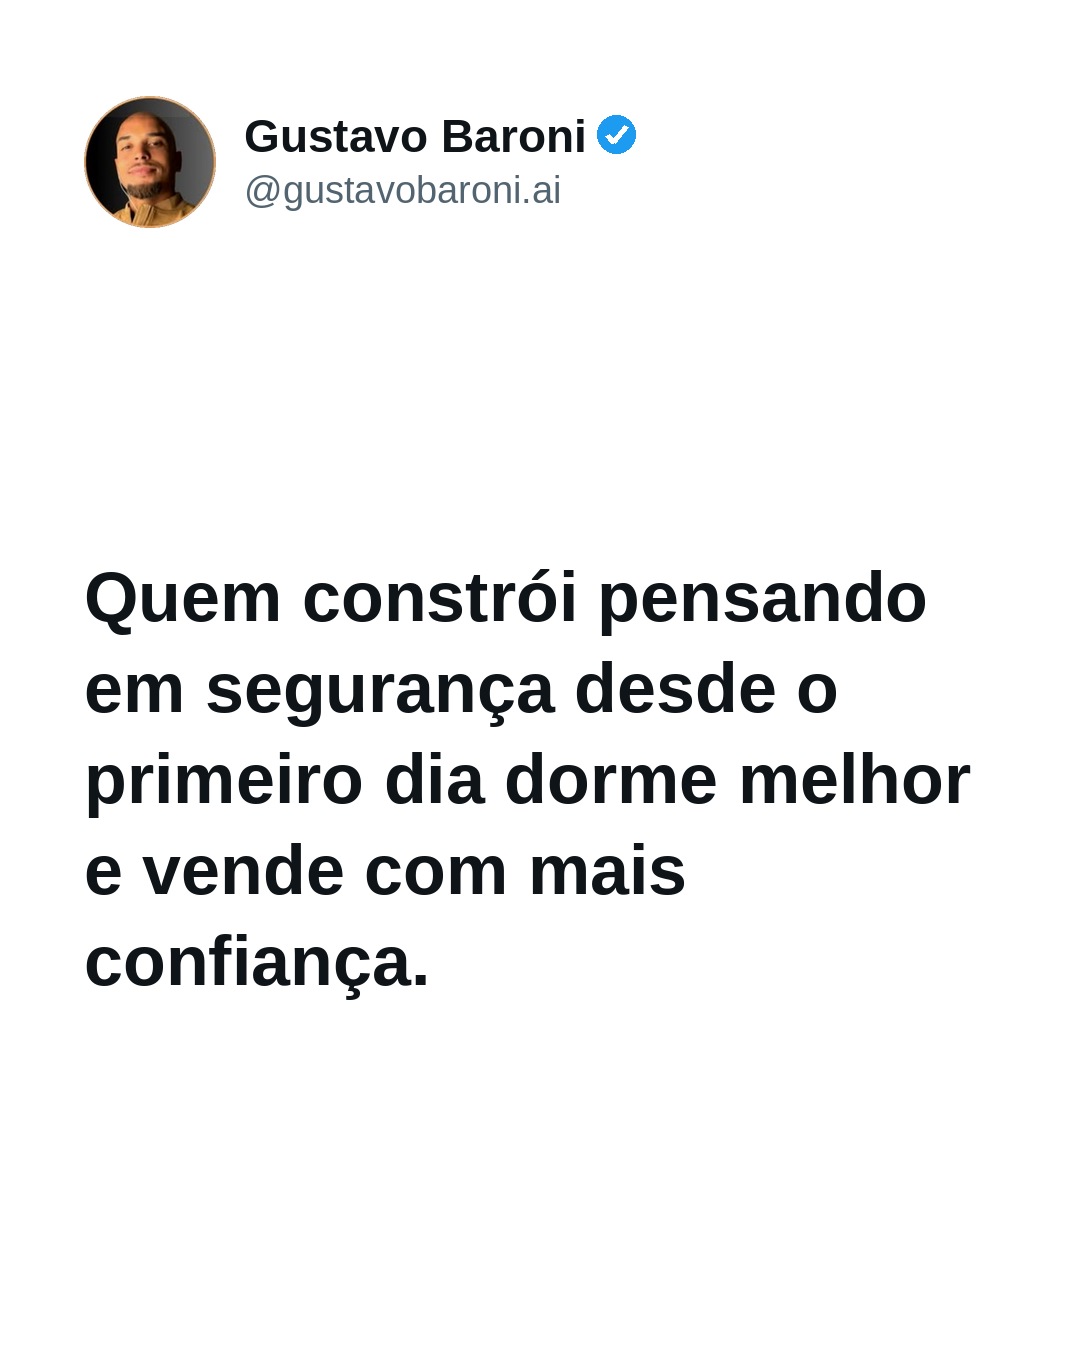 Gustavo Baroni
@gustavobaroni.ai
Quem constrói pensando
em segurança desde o
primeiro dia dorme melhor
e vende com mais
confiança.